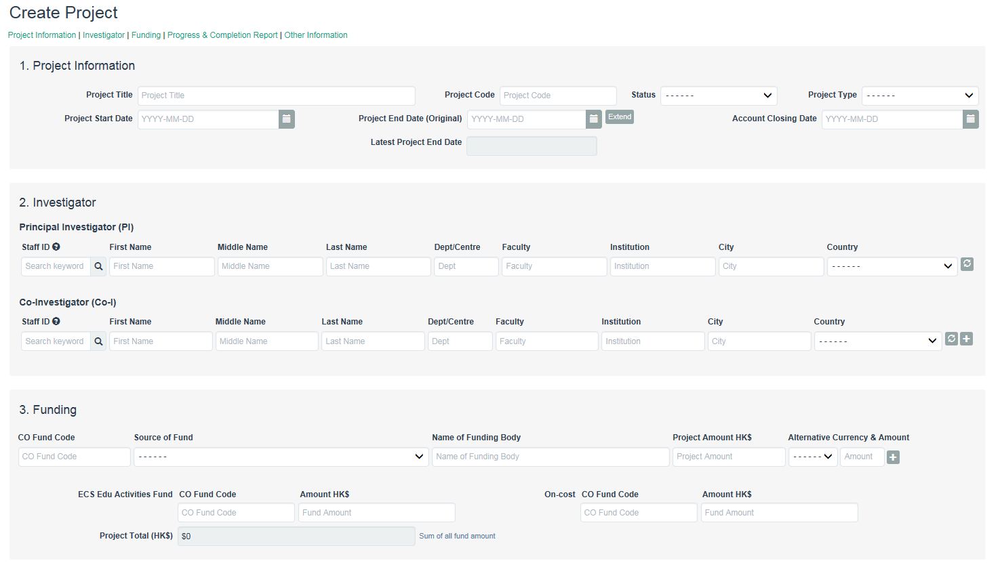 Create Project
Project Information | Investigator | Funding | Progress & Completion Report | Other Information
1. Project Information
Project Title Project Title Project Code Project Code Status ------ Project Type ------
Project Start Date YYYY-MM-DD Project End Date (Original) YYYY-MM-DD Extend Account Closing Date YYYY-MM-DD
Latest Project End Date
2. Investigator
Principal Investigator (PI)
Staff ID First Name Middle Name Last Name Dept/Centre Faculty Institution City Country
Search keyword First Name Middle Name Last Name Dept Faculty Institution City ------
Co-Investigator (Co-I)
Staff ID First Name Middle Name Last Name Dept/Centre Faculty Institution City Country
Search keyword First Name Middle Name Last Name Dept Faculty Institution City ------
3. Funding
CO Fund Code Source of Fund Name of Funding Body Project Amount HK$ Alternative Currency & Amount
CO Fund Code ------ Name of Funding Body Project Amount ------ Amount
ECS Edu Activities Fund CO Fund Code Amount HK$ On-cost CO Fund Code Amount HK$
CO Fund Code Fund Amount CO Fund Code Fund Amount
Project Total (HK$) $0 Sum of all fund amount